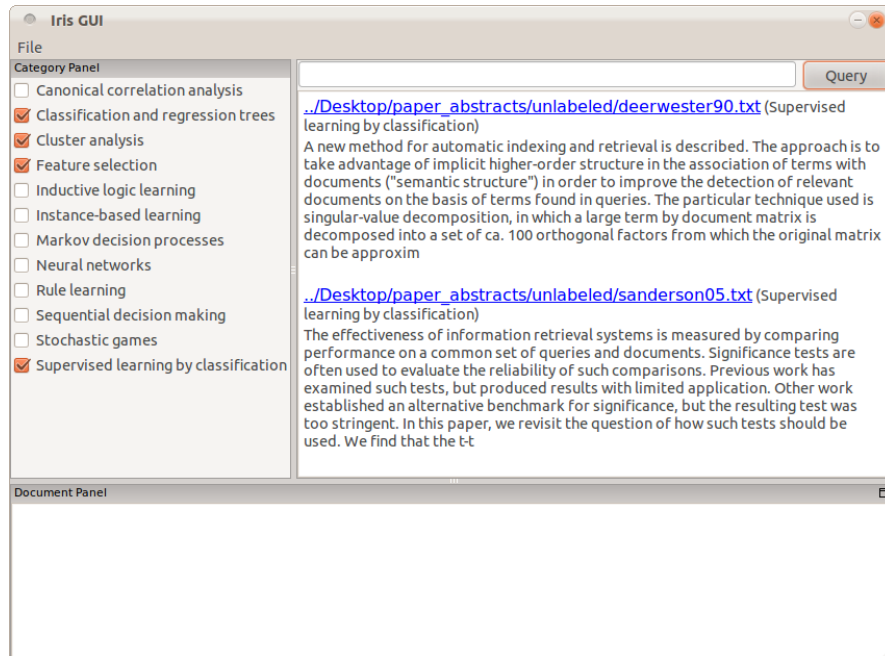 Iris GUI
File
Category Panel
Canonical correlation analysis
Classification and regression trees
Cluster analysis
Feature selection
Inductive logic learning
Instance-based learning
Markov decision processes
Neural networks
Rule learning
Sequential decision making
Stochastic games
Supervised learning by classification
Query
../Desktop/paper_abstracts/unlabeled/deerwester90.txt (Supervised
learning by classification)
A new method for automatic indexing and retrieval is described. The approach is to
take advantage of implicit higher-order structure in the association of terms with
documents ("semantic structure") in order to improve the detection of relevant
documents on the basis of terms found in queries. The particular technique used is
singular-value decomposition, in which a large term by document matrix is
decomposed into a set of ca. 100 orthogonal factors from which the original matrix
can be approxim
../Desktop/paper_abstracts/unlabeled/sanderson05.txt (Supervised
learning by classification)
The effectiveness of information retrieval systems is measured by comparing
performance on a common set of queries and documents. Significance tests are
often used to evaluate the reliability of such comparisons. Previous work has
examined such tests, but produced results with limited application. Other work
established an alternative benchmark for significance, but the resulting test was
too stringent. In this paper, we revisit the question of how such tests should be
used. We find that the t-t
Document Panel